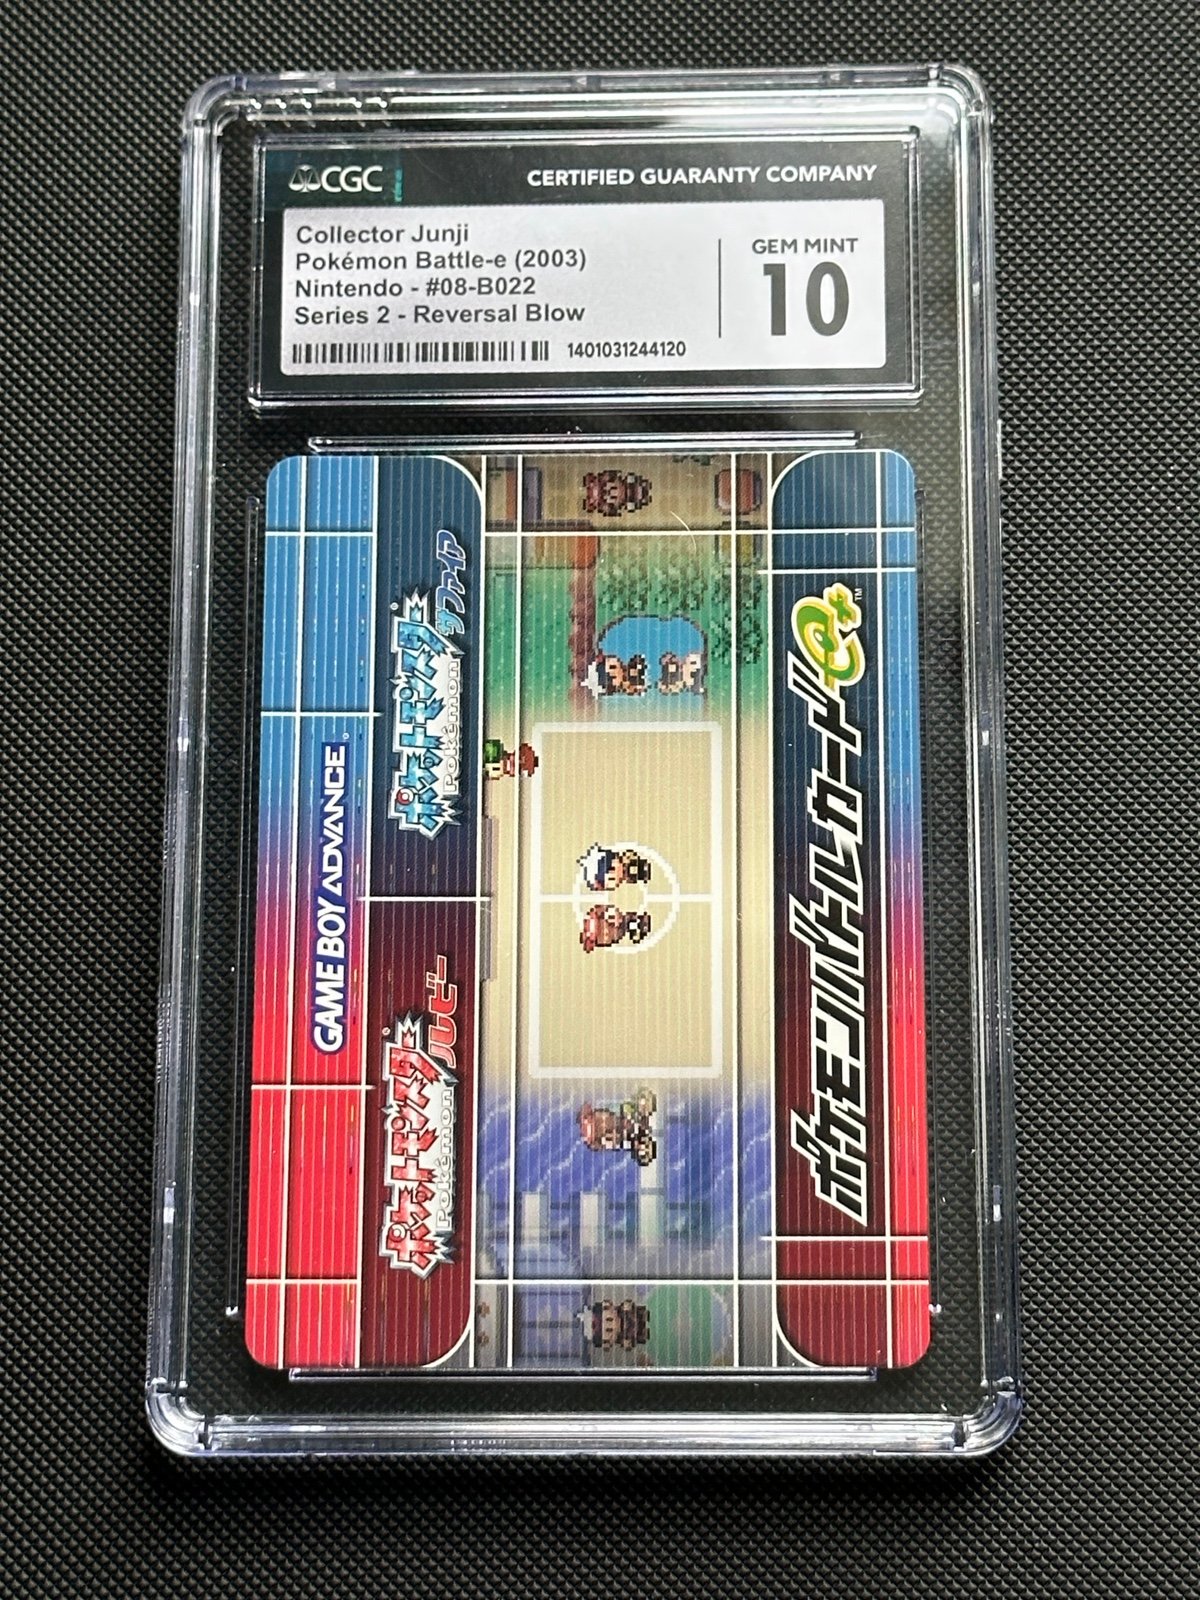 CGC
CERTIFIED GUARANTY COMPANY
Collector Junji
Pokémon Battle-e (2003)
Nintendo - #08-B022
Series 2 - Reversal Blow
GEM MINT
10
1401031244120
GAME BOY ADVANCE
ポケットモンスター
Pokémon
ルビー
ポケットモンスター
Pokémon
サファイア
ポケモンバトルカードe+
TM